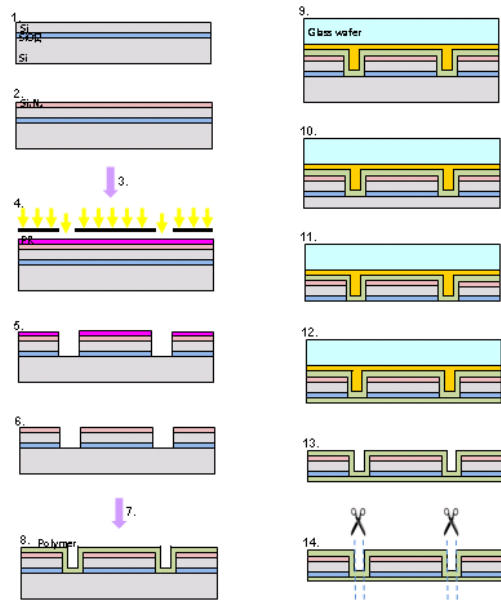 1.
Si
SiO2
Si
2.
Si3N4
3.
4.
PR
5.
6.
7.
8. Polymer
9.
Glass wafer
10.
11.
12.
13.
14.